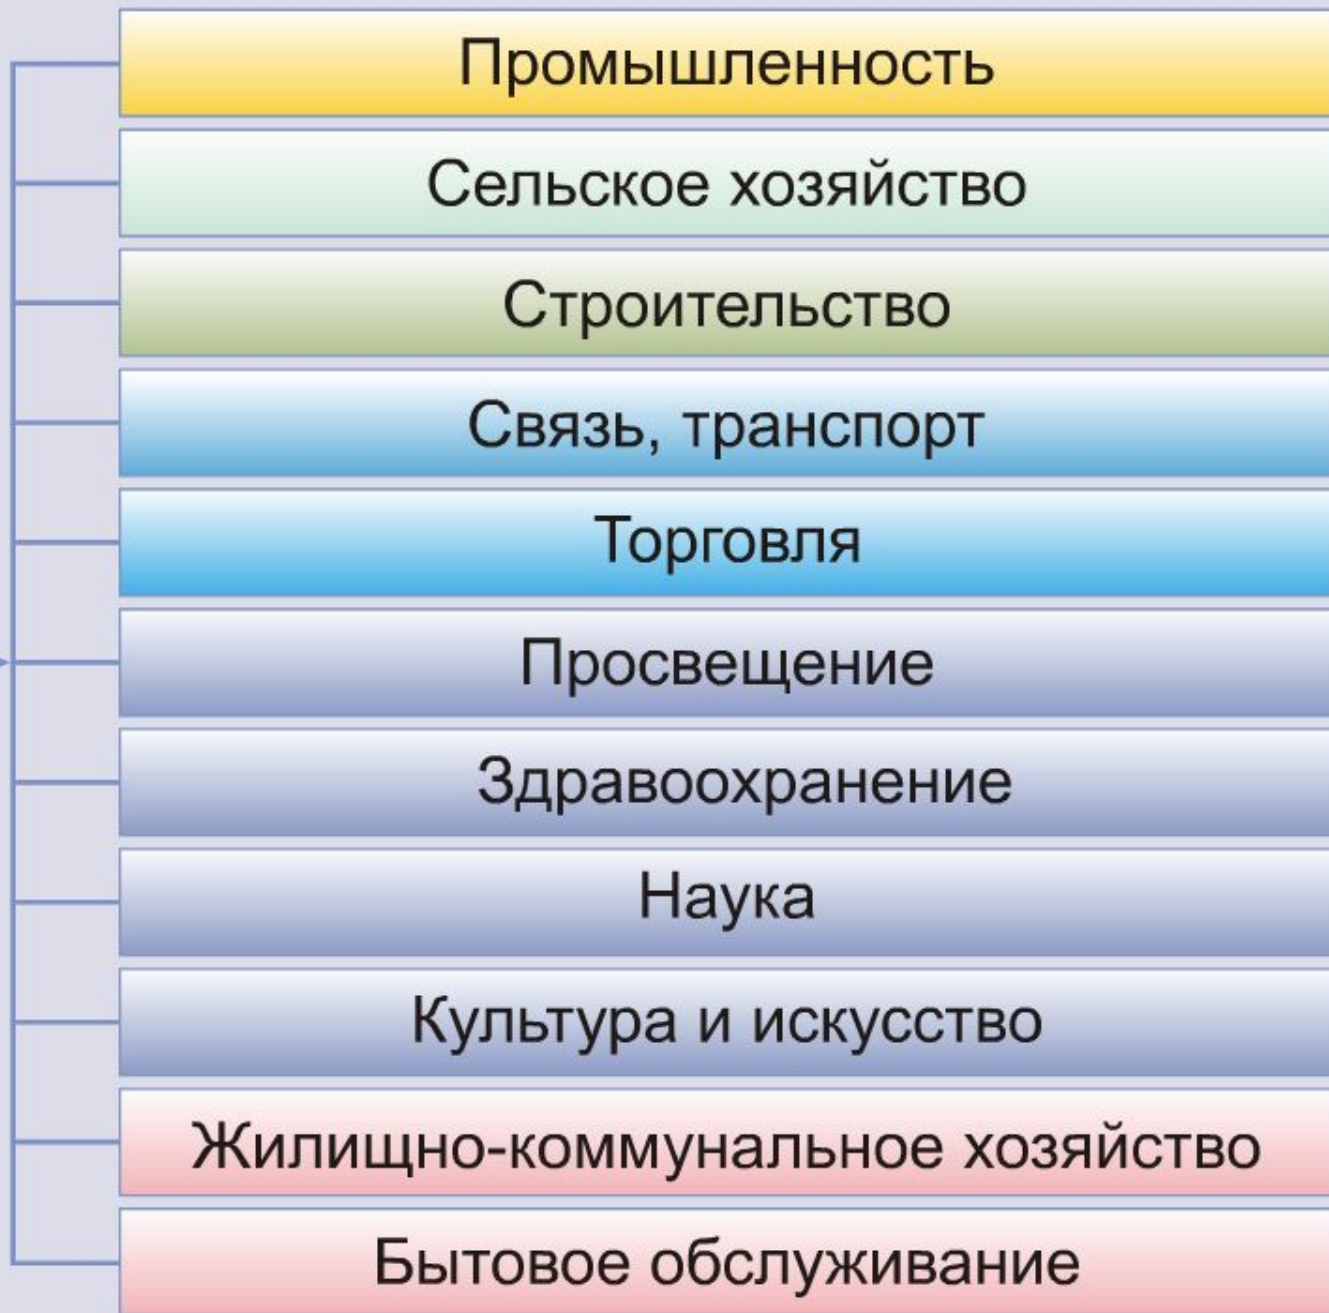 Промышленность
Сельское хозяйство
Строительство
Связь, транспорт
Торговля
Просвещение
Здравоохранение
Наука
Культура и искусство
Жилищно-коммунальное хозяйство
Бытовое обслуживание